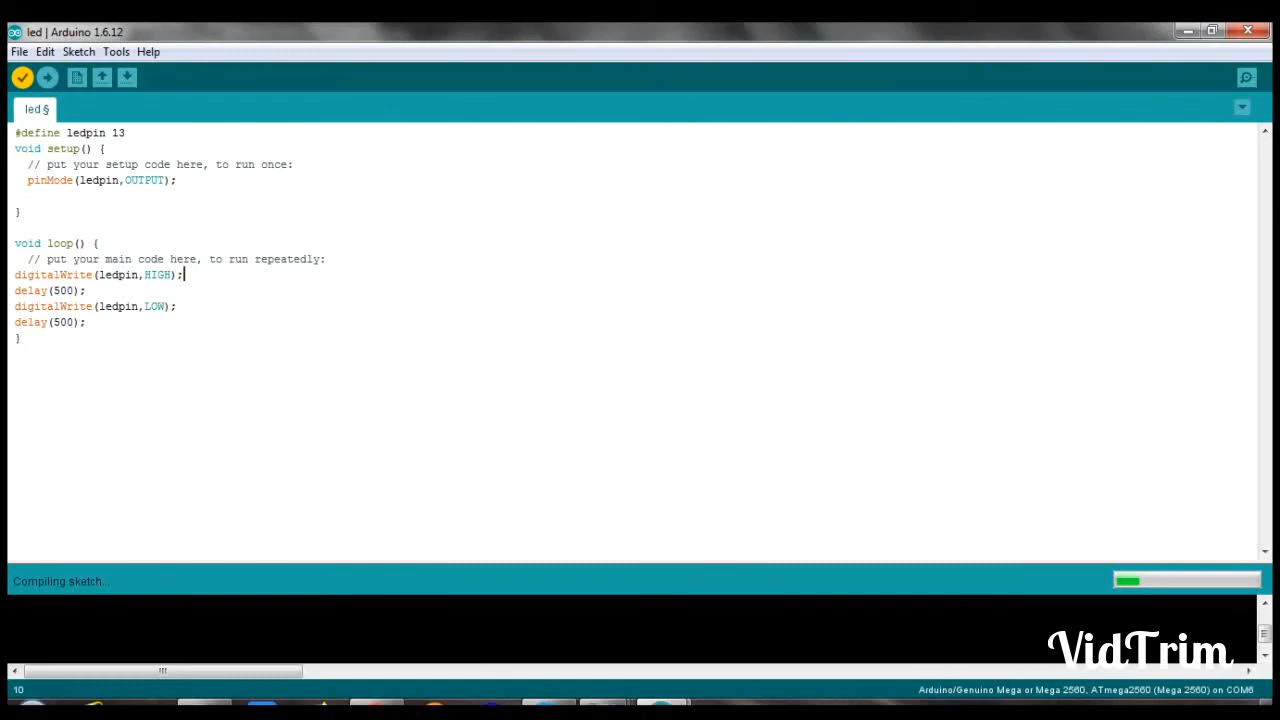 led | Arduino 1.6.12
File Edit Sketch Tools Help
led §
#define ledpin 13
void setup() {
// put your setup code here, to run once:
pinMode(ledpin,OUTPUT);
}
void loop() {
// put your main code here, to run repeatedly:
digitalWrite(ledpin,HIGH);
delay(500);
digitalWrite(ledpin,LOW);
delay(500);
}
Compiling sketch...
VidTrim
10
Arduino/Genuino Mega or Mega 2560, ATmega2560 (Mega 2560) on COM6